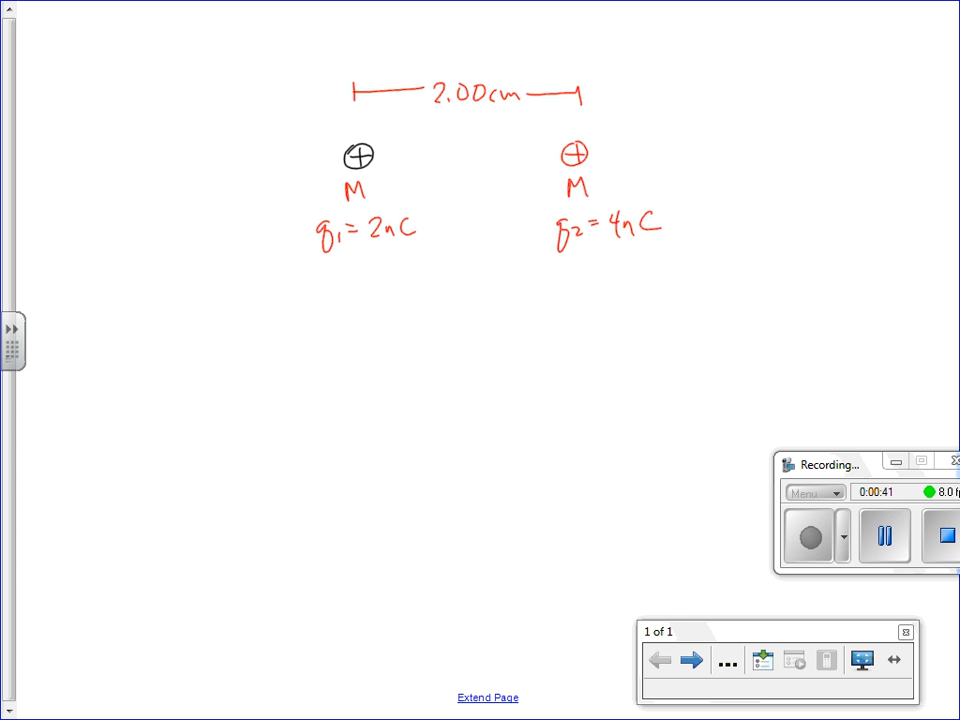 2.00cm
M
M
q₁ = 2nC
q₂ = 4nC
Recording...
Menu
0:00:41
8.0 f
1 of 1
...
Extend Page